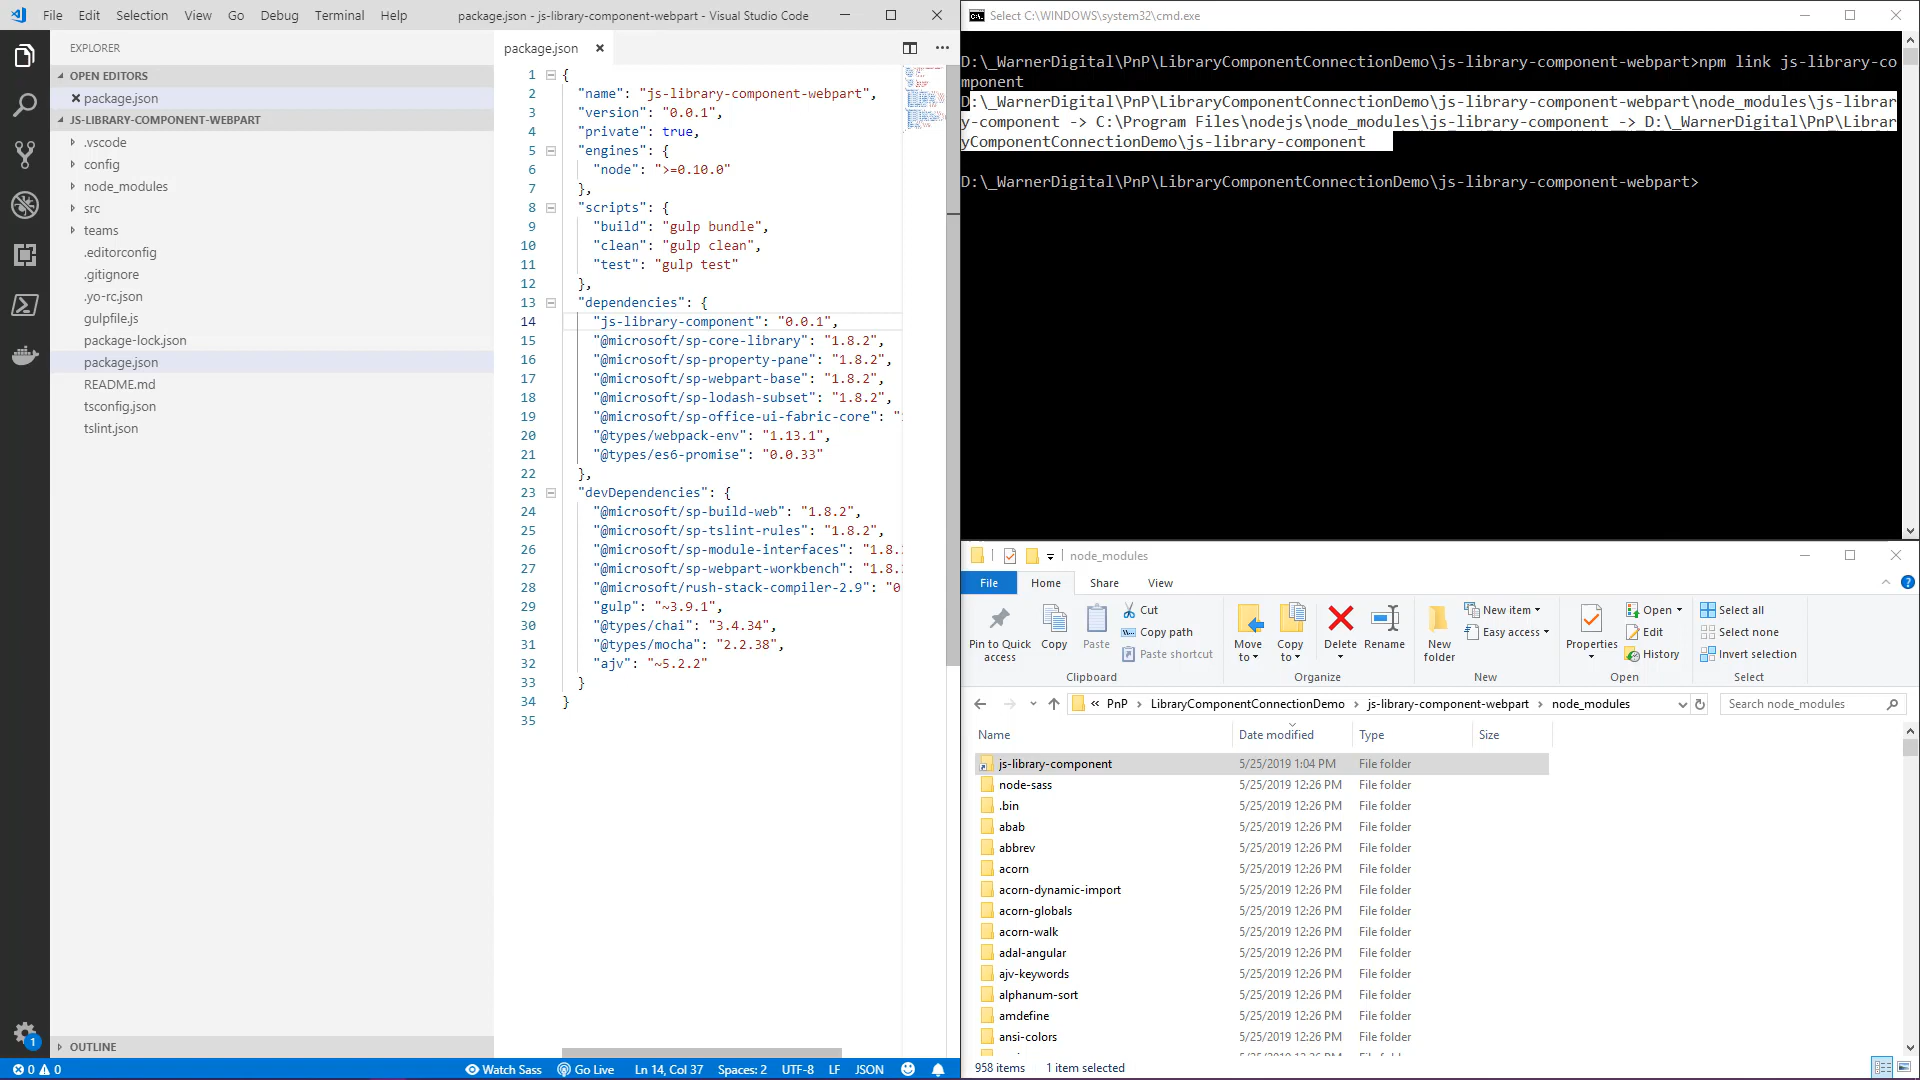 File Edit Selection View Go Debug Terminal Help
package.json - js-library-component-webpart - Visual Studio Code
EXPLORER
OPEN EDITORS
package.json
JS-LIBRARY-COMPONENT-WEBPART
.vscode
config
node_modules
src
teams
.editorconfig
.gitignore
.yo-rc.json
gulpfile.js
package-lock.json
package.json
README.md
tsconfig.json
tslint.json
OUTLINE
1
package.json
1 {
2 "name": "js-library-component-webpart",
3 "version": "0.0.1",
4 "private": true,
5 "engines": {
6 "node": ">=0.10.0"
7 },
8 "scripts": {
9 "build": "gulp bundle",
10 "clean": "gulp clean",
11 "test": "gulp test"
12 },
13 "dependencies": {
14 "js-library-component": "0.0.1",
15 "@microsoft/sp-core-library": "1.8.2",
16 "@microsoft/sp-property-pane": "1.8.2",
17 "@microsoft/sp-webpart-base": "1.8.2",
18 "@microsoft/sp-lodash-subset": "1.8.2",
19 "@microsoft/sp-office-ui-fabric-core": "
20 "@types/webpack-env": "1.13.1",
21 "@types/es6-promise": "0.0.33"
22 },
23 "devDependencies": {
24 "@microsoft/sp-build-web": "1.8.2",
25 "@microsoft/sp-tslint-rules": "1.8.2",
26 "@microsoft/sp-module-interfaces": "1.8.
27 "@microsoft/sp-webpart-workbench": "1.8.
28 "@microsoft/rush-stack-compiler-2.9": "0
29 "gulp": "~3.9.1",
30 "@types/chai": "3.4.34",
31 "@types/mocha": "2.2.38",
32 "ajv": "~5.2.2"
33 }
34 }
35
0 0 Watch Sass Go Live Ln 14, Col 37 Spaces: 2 UTF-8 LF JSON
Select C:\WINDOWS\system32\cmd.exe
D:\_WarnerDigital\PnP\LibraryComponentConnectionDemo\js-library-component-webpart>npm link js-library-co
mponent
D:\_WarnerDigital\PnP\LibraryComponentConnectionDemo\js-library-component-webpart\node_modules\js-librar
y-component -> C:\Program Files\nodejs\node_modules\js-library-component -> D:\_WarnerDigital\PnP\Librar
yComponentConnectionDemo\js-library-component
D:\_WarnerDigital\PnP\LibraryComponentConnectionDemo\js-library-component-webpart>
node_modules
File Home Share View
Pin to Quick access
Copy
Paste
Cut
Copy path
Paste shortcut
Clipboard
Move to
Copy to
Delete
Rename
Organize
New folder
New item
Easy access
New
Properties
Open
Edit
History
Open
Select all
Select none
Invert selection
Select
« PnP › LibraryComponentConnectionDemo › js-library-component-webpart › node_modules
Search node_modules
Name Date modified Type Size
js-library-component 5/25/2019 1:04 PM File folder
node-sass 5/25/2019 12:26 PM File folder
.bin 5/25/2019 12:26 PM File folder
abab 5/25/2019 12:26 PM File folder
abbrev 5/25/2019 12:26 PM File folder
acorn 5/25/2019 12:26 PM File folder
acorn-dynamic-import 5/25/2019 12:26 PM File folder
acorn-globals 5/25/2019 12:26 PM File folder
acorn-walk 5/25/2019 12:26 PM File folder
adal-angular 5/25/2019 12:26 PM File folder
ajv-keywords 5/25/2019 12:26 PM File folder
alphanum-sort 5/25/2019 12:26 PM File folder
amdefine 5/25/2019 12:26 PM File folder
ansi-colors 5/25/2019 12:26 PM File folder
958 items 1 item selected